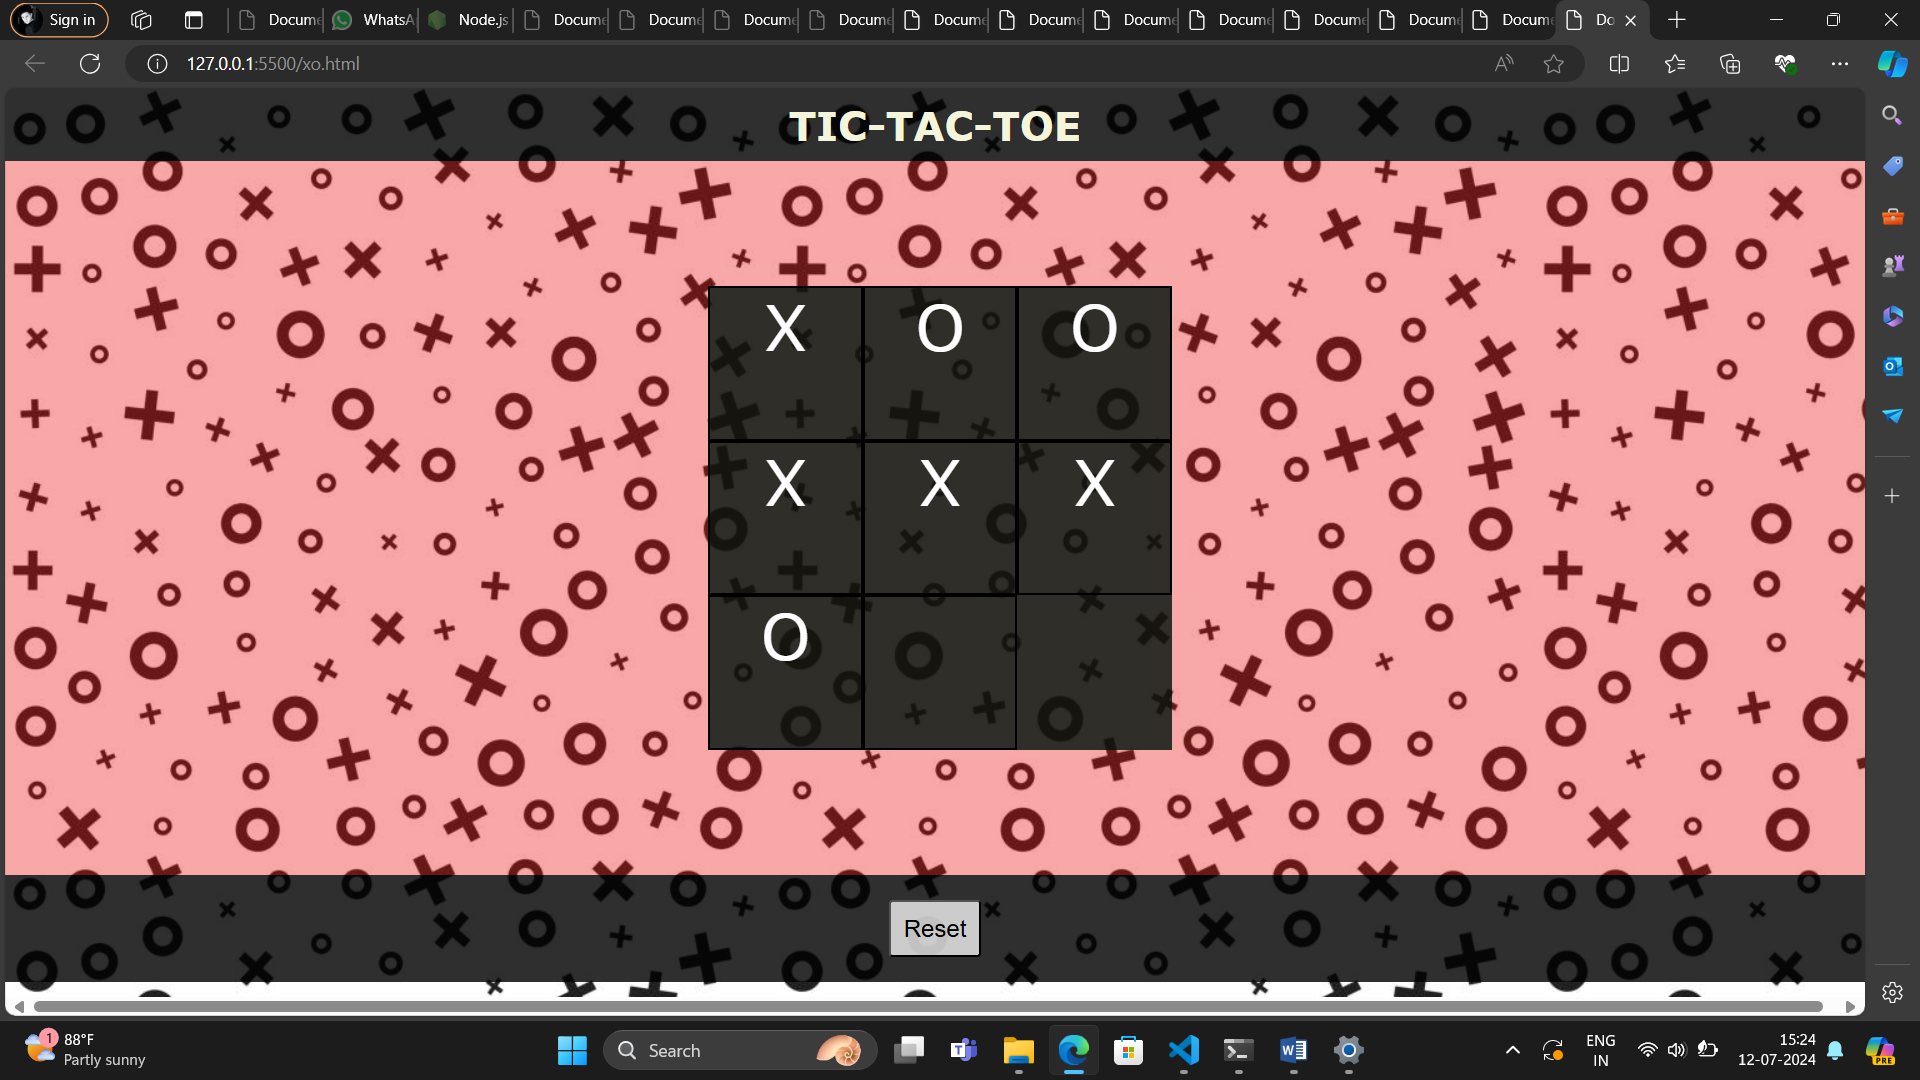 Sign in
Docume
WhatsA
Node.js
Docume
Docume
Docume
Docume
Docume
Docume
Docume
Docume
Docume
Docume
Docume
Do
127.0.0.1:5500/xo.html
TIC-TAC-TOE
X O O
X X X
O
Reset
1
88°F
Partly sunny
Search
ENG
IN
15:24
12-07-2024
PRE